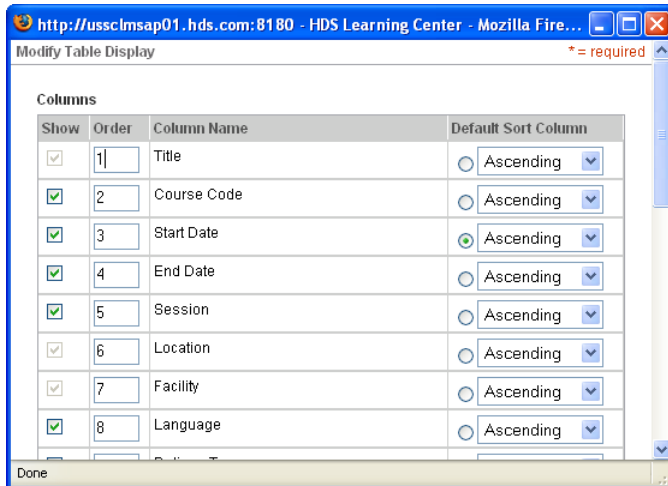 http://ussclmsap01.hds.com:8180 - HDS Learning Center - Mozilla Fire...
Modify Table Display * = required
Columns
Show Order Column Name Default Sort Column
1 Title Ascending
2 Course Code Ascending
3 Start Date Ascending
4 End Date Ascending
5 Session Ascending
6 Location Ascending
7 Facility Ascending
8 Language Ascending
Done